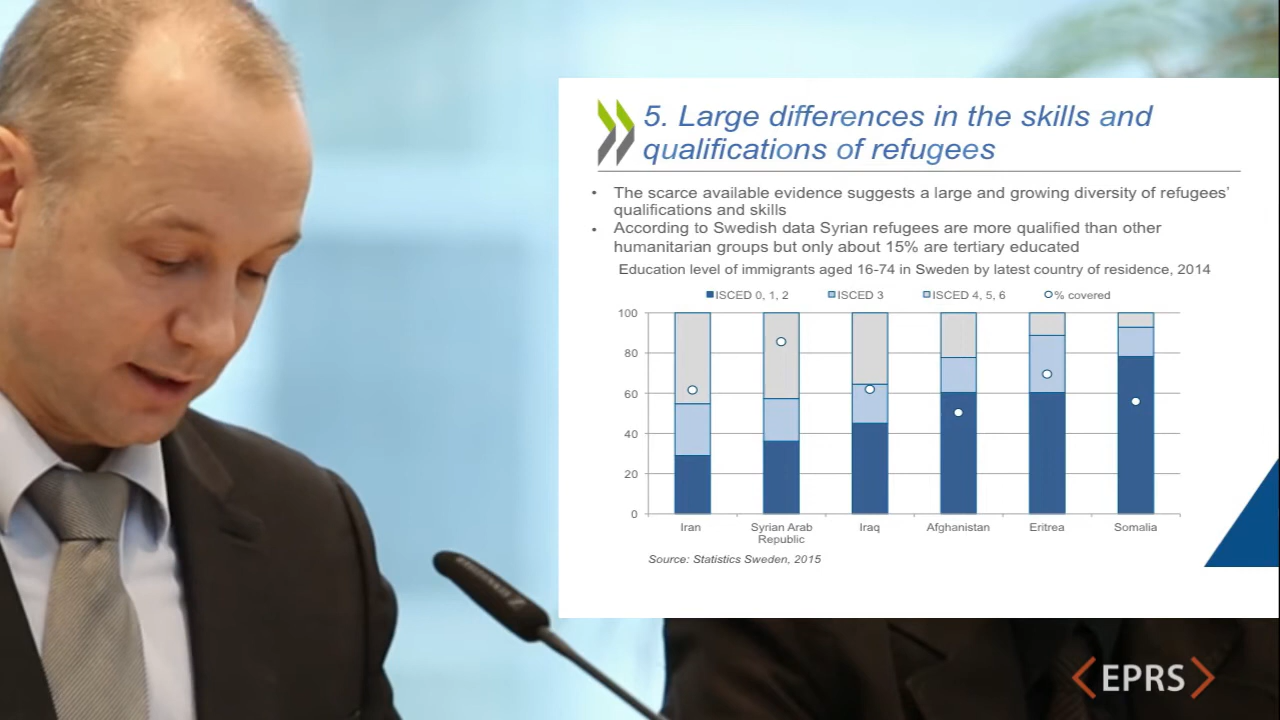 5. Large differences in the skills and
qualifications of refugees
• The scarce available evidence suggests a large and growing diversity of refugees'
qualifications and skills
• According to Swedish data Syrian refugees are more qualified than other
humanitarian groups but only about 15% are tertiary educated
Education level of immigrants aged 16-74 in Sweden by latest country of residence, 2014
ISCED 0, 1, 2 ISCED 3 ISCED 4, 5, 6 % covered
100
80
60
40
20
0
Iran Syrian Arab Republic Iraq Afghanistan Eritrea Somalia
Source: Statistics Sweden, 2015
<EPRS>